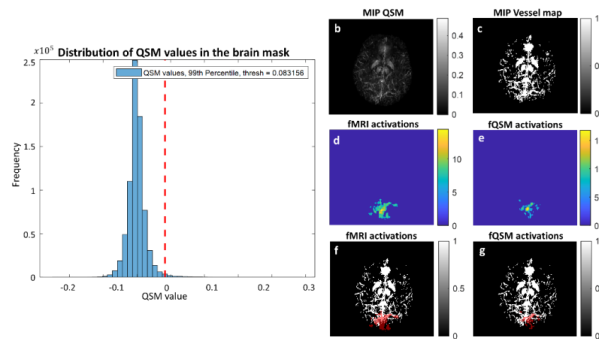 Distribution of QSM values in the brain mask
x10⁵
QSM values, 99th Percentile, thresh = 0.083156
2.5
2
1.5
1
0.5
0
Frequency
-0.2
-0.1
0
0.1
0.2
0.3
QSM value
MIP QSM
b
0.4
0.3
0.2
0.1
0
MIP Vessel map
c
1
0.5
0
fMRI activations
d
10
5
0
fQSM activations
e
15
10
5
0
fMRI activations
f
1
0.5
0
fQSM activations
g
1
0.5
0